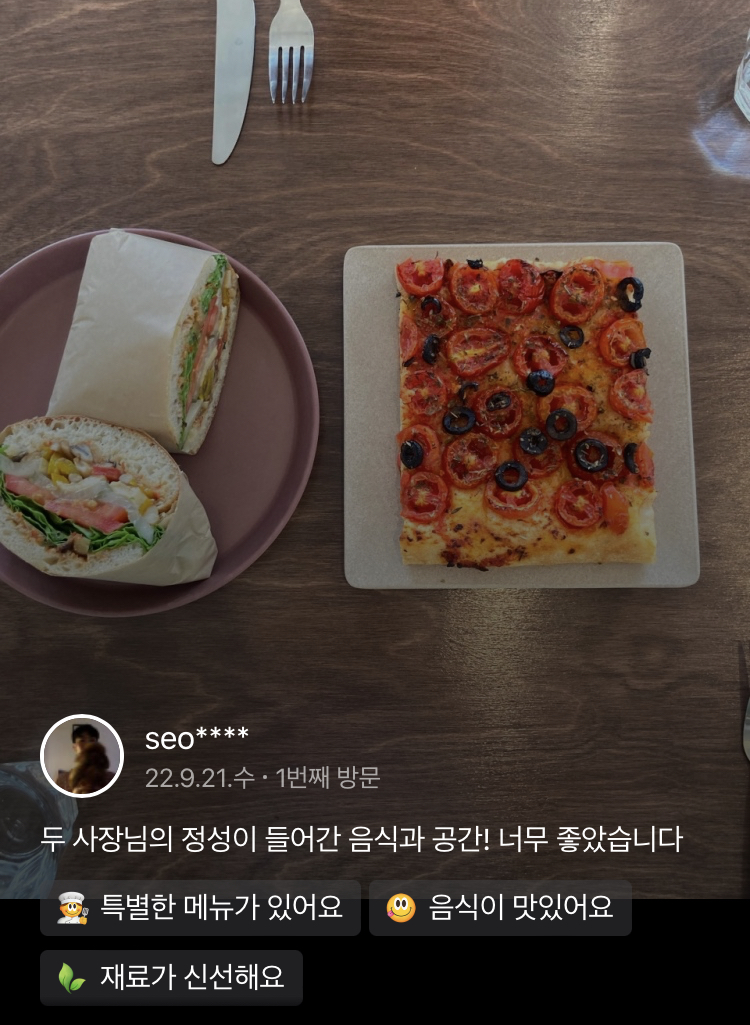 seo****
22.9.21.수 · 1번째 방문
두 사장님의 정성이 들어간 음식과 공간! 너무 좋았습니다
특별한 메뉴가 있어요 음식이 맛있어요
재료가 신선해요